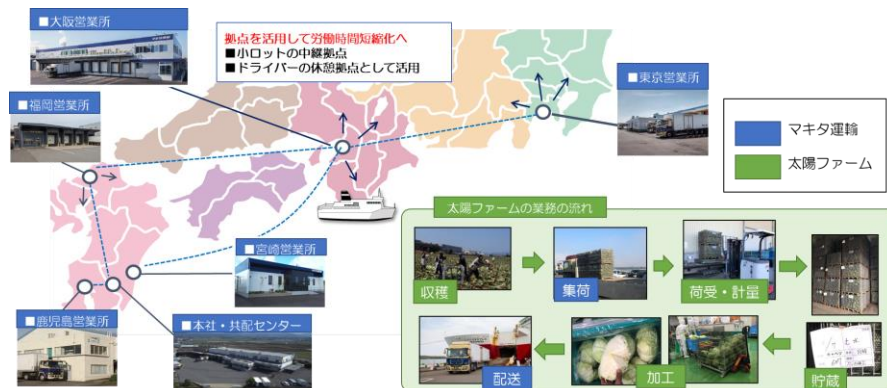 ■大阪営業所
拠点を活用して労働時間短縮化へ
■小ロットの中継拠点
■ドライバーの休憩拠点として活用
■福岡営業所
■東京営業所
マキタ運輸
太陽ファーム
太陽ファームの業務の流れ
■宮崎営業所
収穫
集荷
荷受・計量
■鹿児島営業所
■本社・共配センター
配送
加工
貯蔵